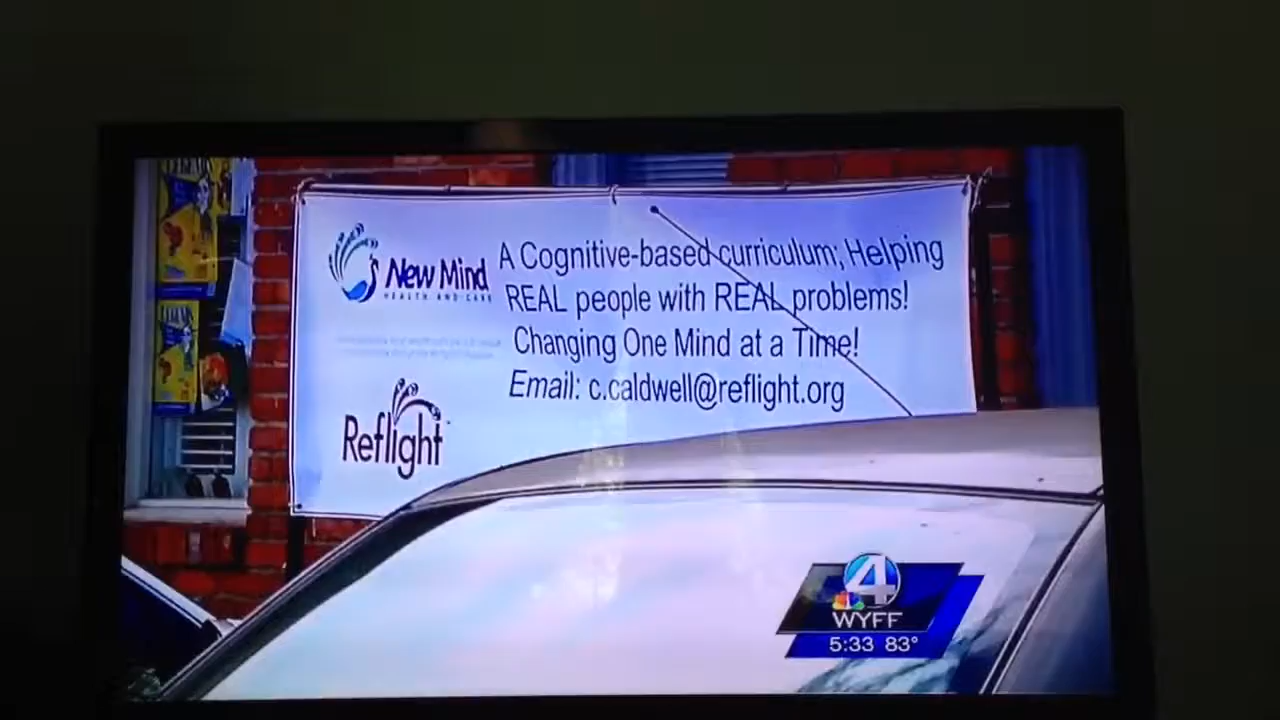 New Mind
HEALTH AND CARE
A Cognitive-based curriculum; Helping
REAL people with REAL problems!
Changing One Mind at a Time!
Email: c.caldwell@reflight.org
Reflight
4
WYFF
5:33 83°